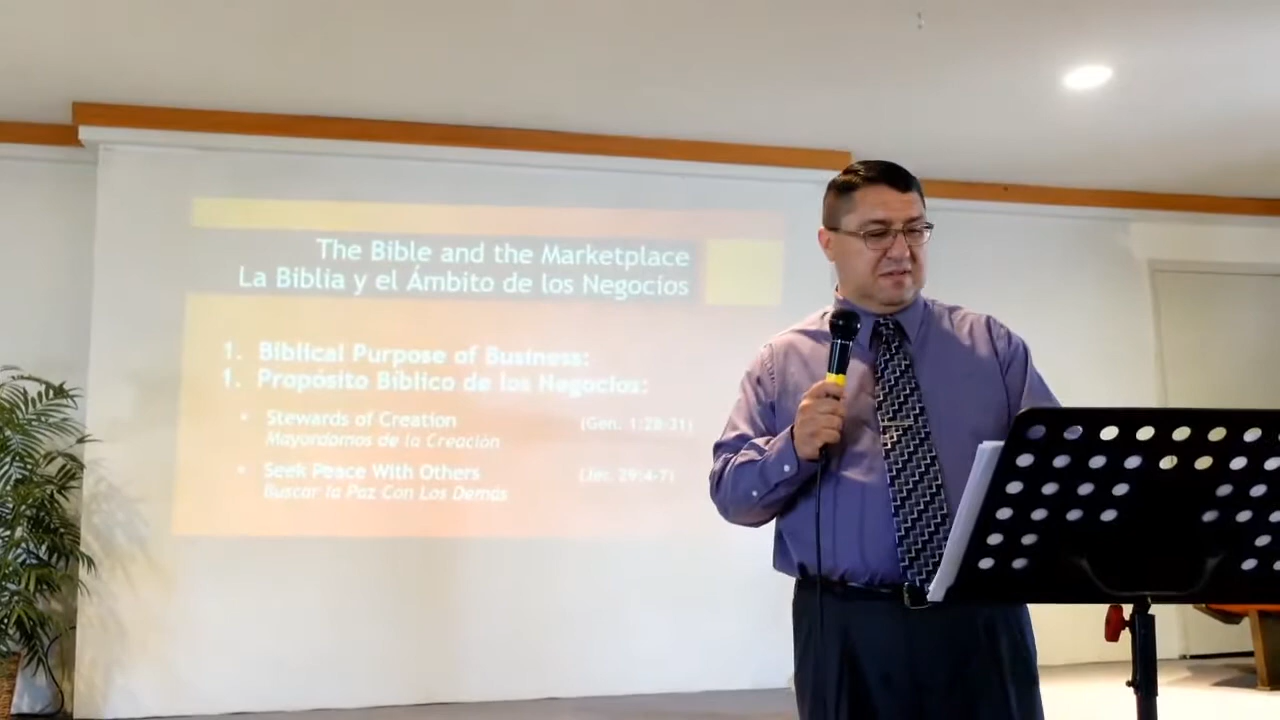 The Bible and the Marketplace
La Biblia y el Ámbito de los Negocios
1. Biblical Purpose of Business:
1. Propósito Bíblico de los Negocios:
• Stewards of Creation (Gen. 1:28-31)
Mayordomos de la Creación
• Seek Peace With Others (Jer. 29:4-7)
Buscar la Paz Con Los Demás